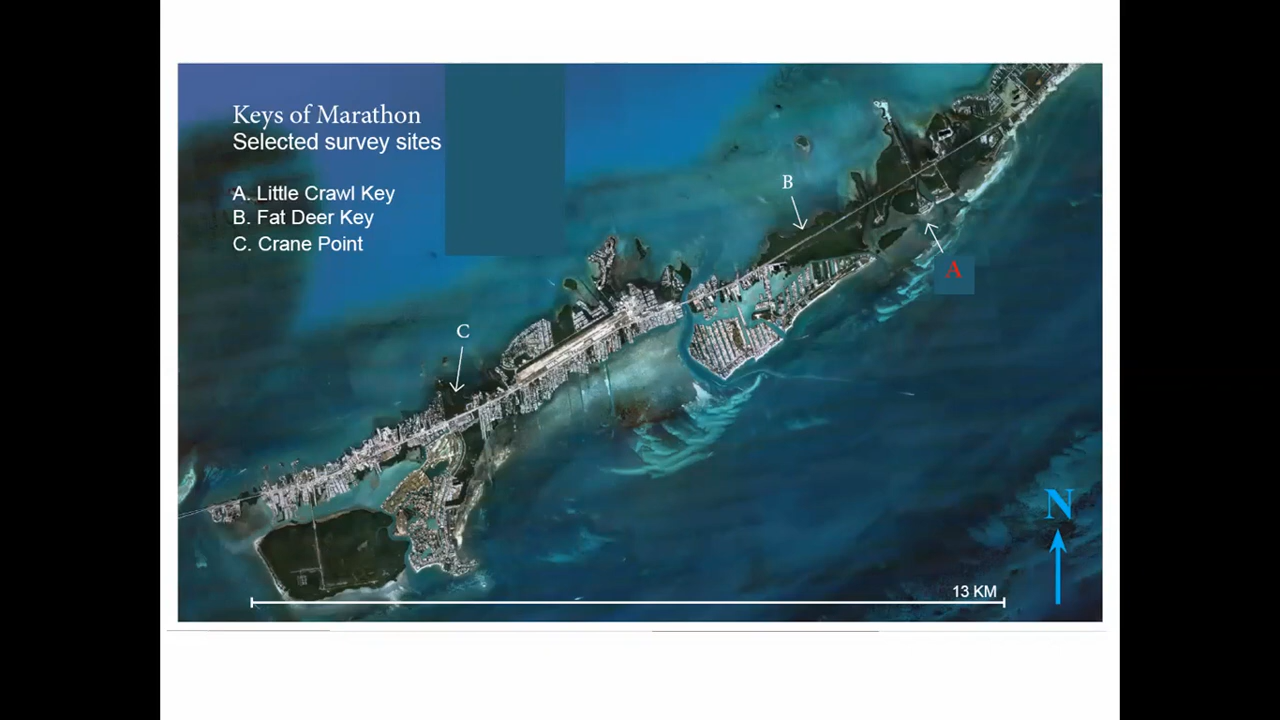 Keys of Marathon
Selected survey sites
A. Little Crawl Key
B. Fat Deer Key
C. Crane Point
B
A
C
N
13 KM